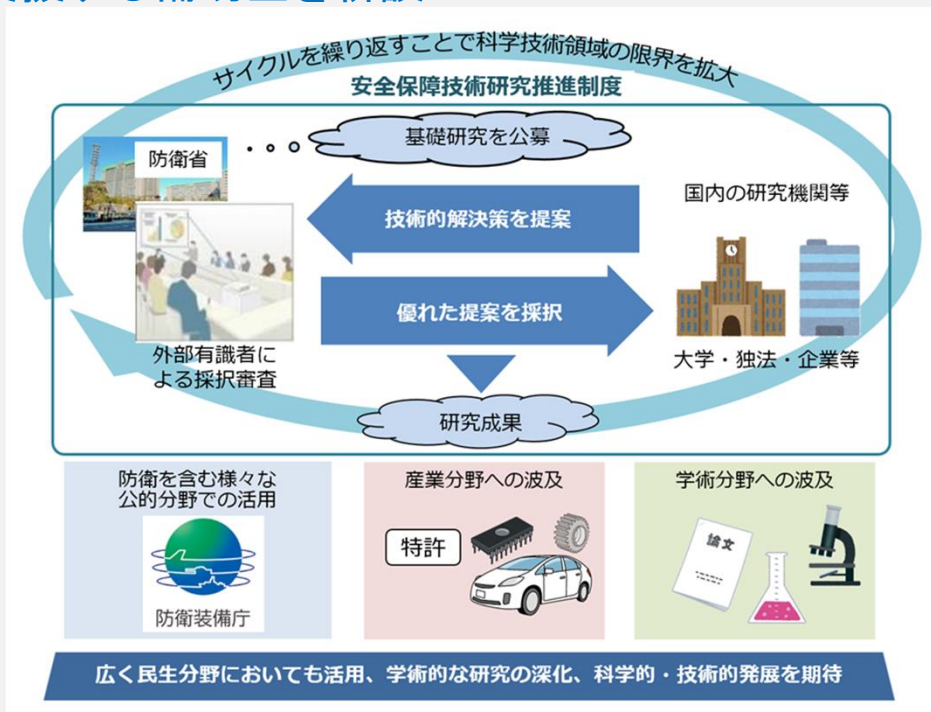 サイクルを繰り返すことで科学技術領域の限界を拡大
安全保障技術研究推進制度
基礎研究を公募
防衛省
国内の研究機関等
技術的解決策を提案
優れた提案を採択
外部有識者に
よる採択審査
大学・独法・企業等
研究成果
防衛を含む様々な
公的分野での活用
防衛装備庁
産業分野への波及
特許
学術分野への波及
論文
広く民生分野においても活用、学術的な研究の深化、科学的・技術的発展を期待